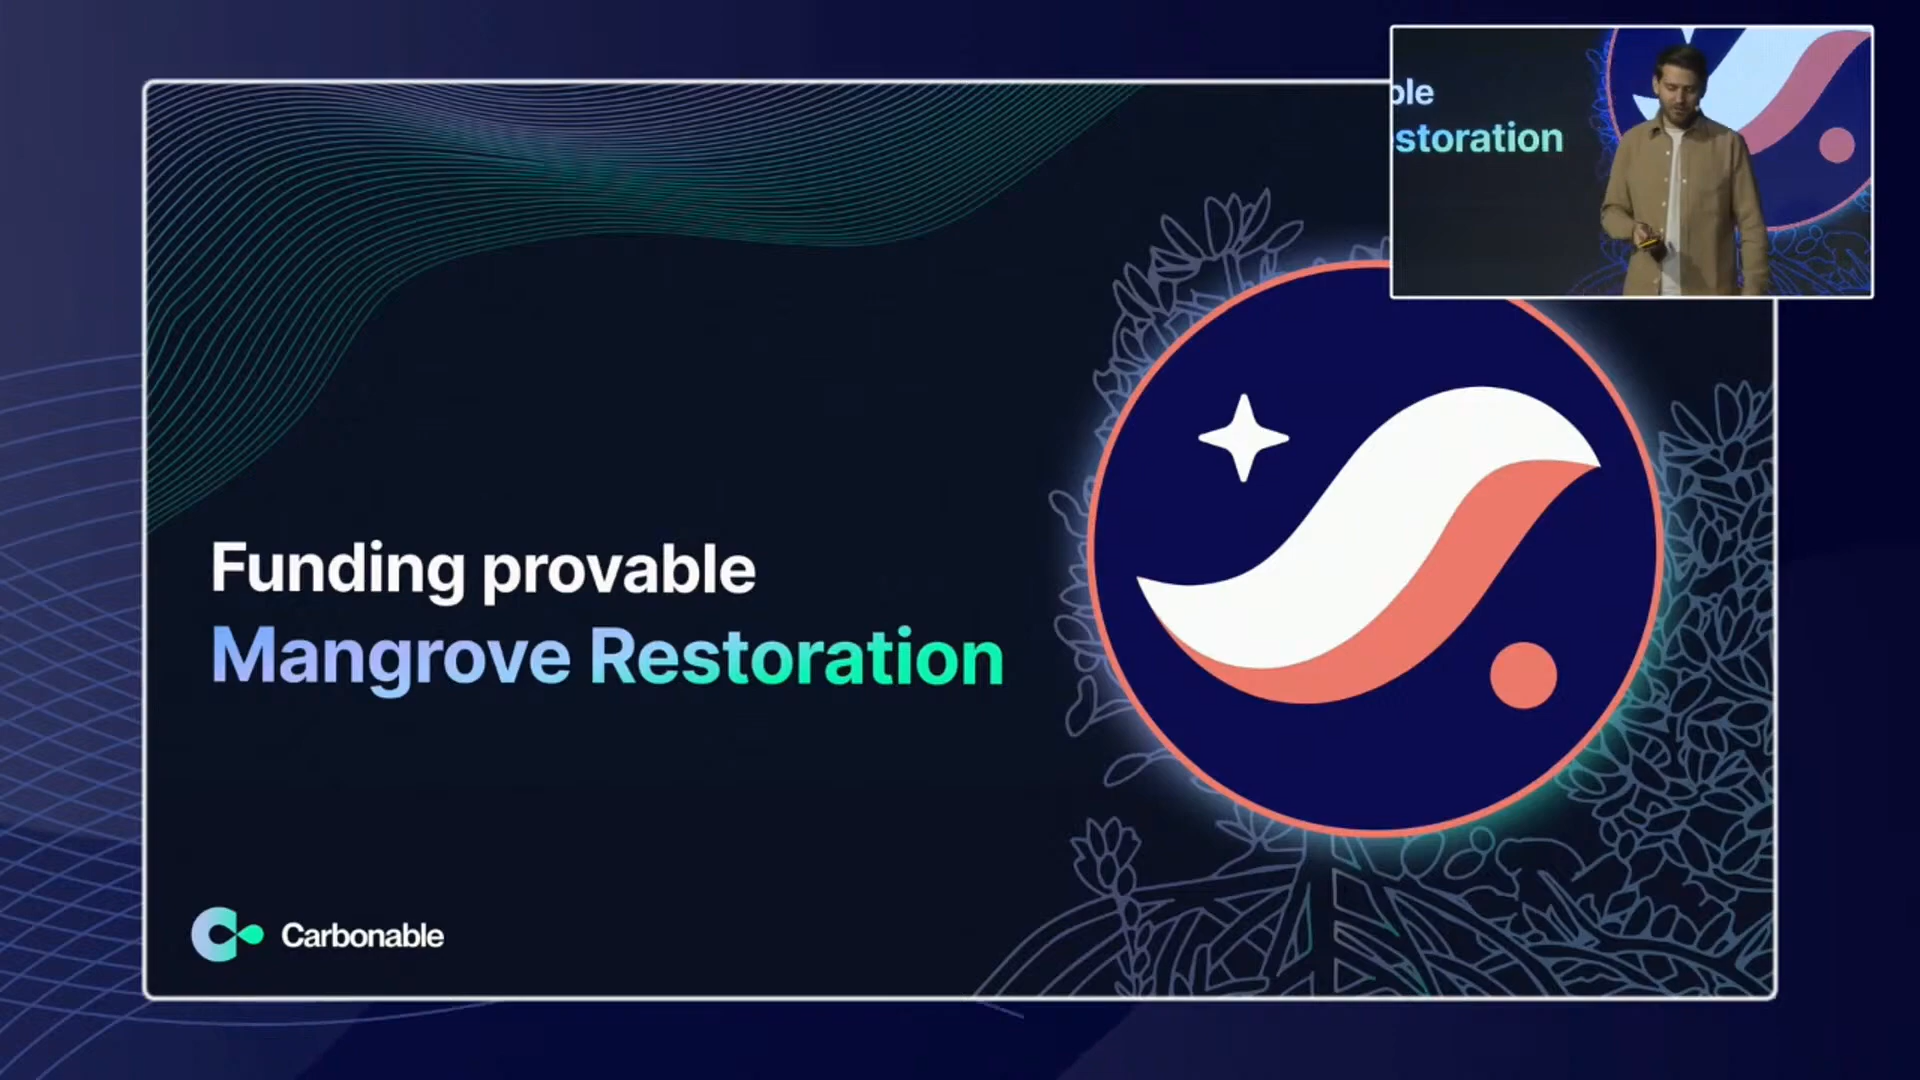 Funding provable
Mangrove Restoration
Carbonable
ble
storation